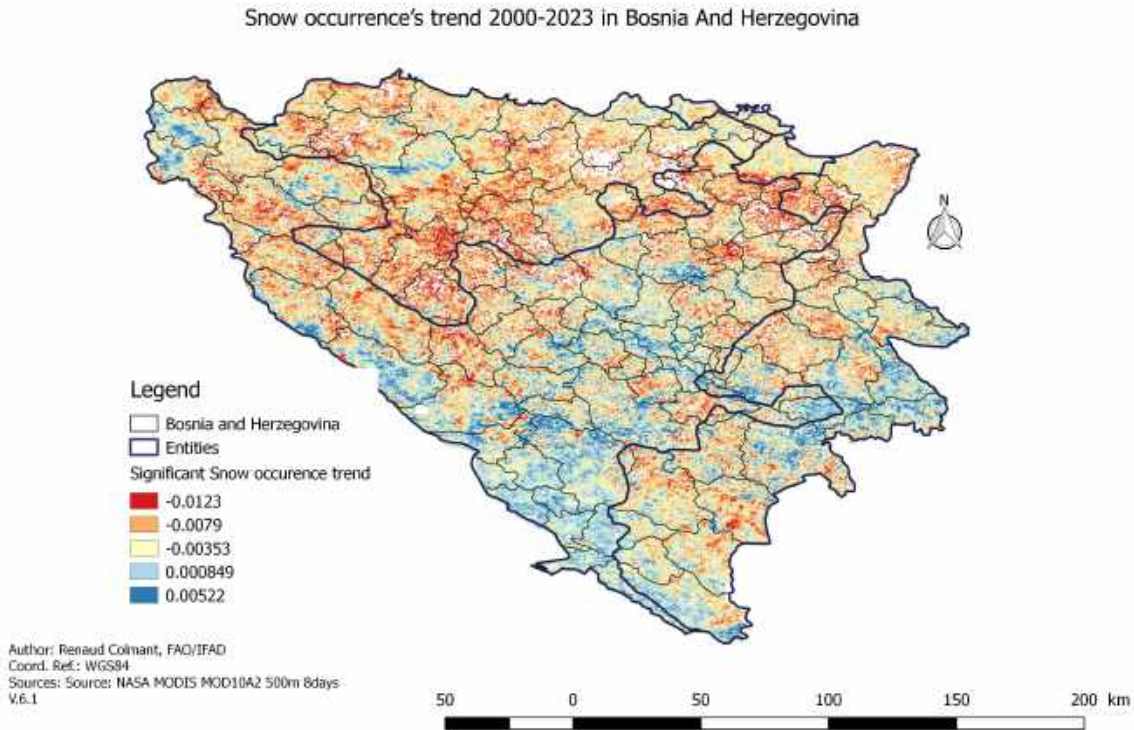 Snow occurrence's trend 2000-2023 in Bosnia And Herzegovina
N
Legend
Bosnia and Herzegovina
Entities
Significant Snow occurence trend
-0.0123
-0.0079
-0.00353
0.000849
0.00522
Author: Renaud Colmant, FAO/IFAD
Coord. Ref.: WGS84
Sources: Source: NASA MODIS MOD10A2 500m 8days
V.6.1
50 0 50 100 150 200 km